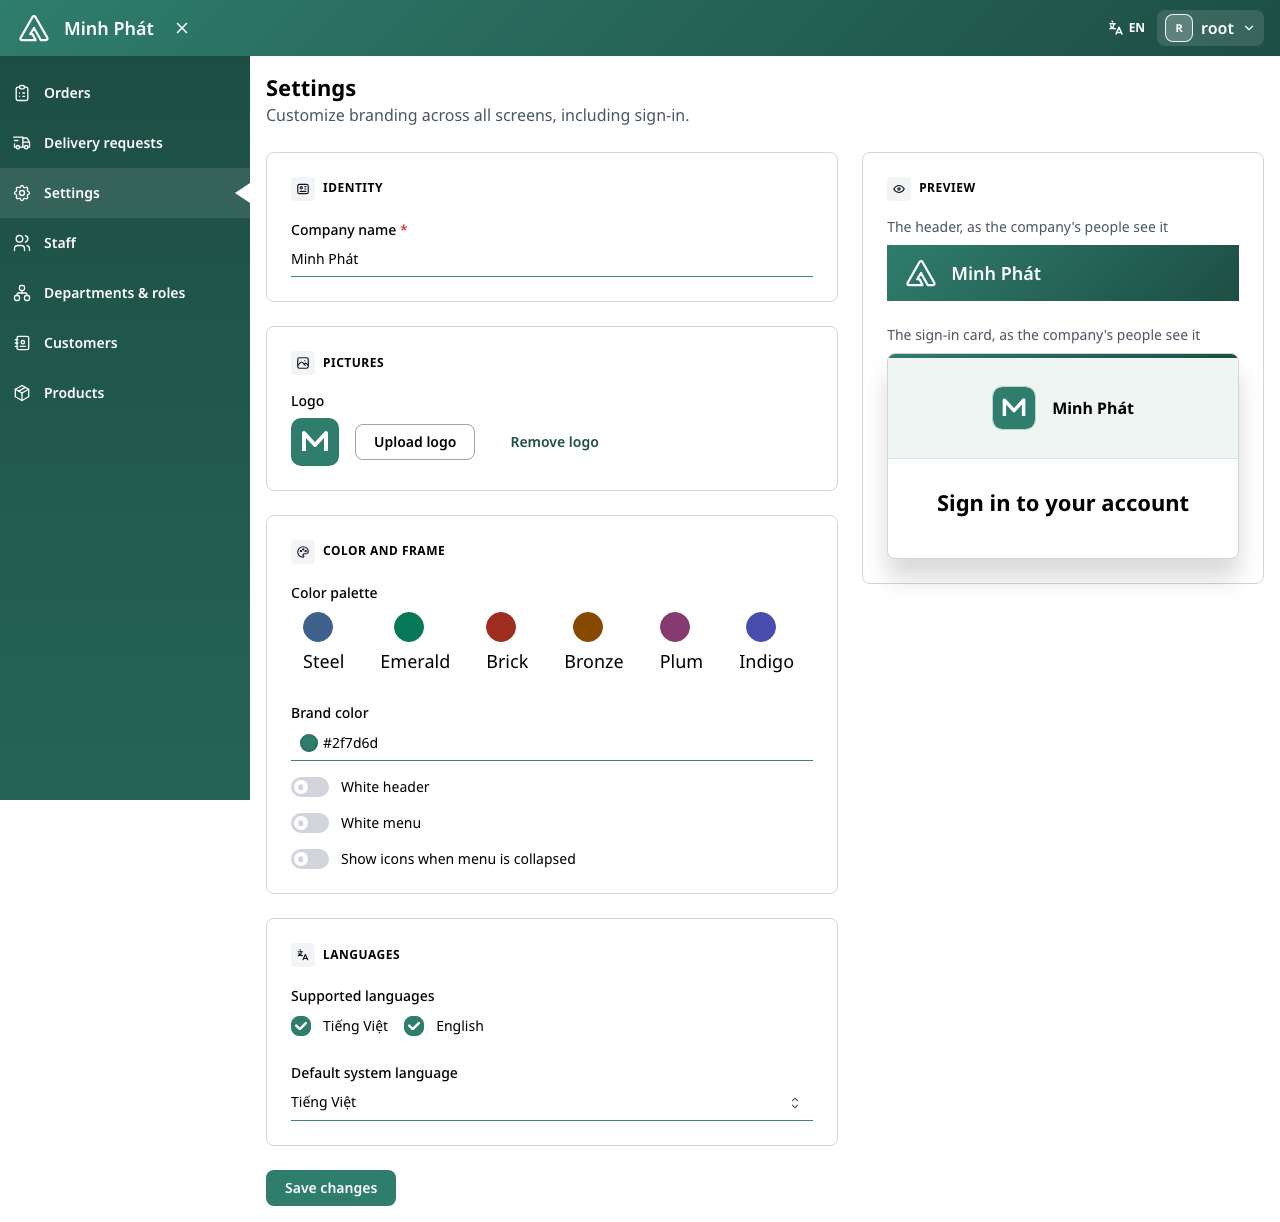 Minh Phát
EN
R
root
Orders
Delivery requests
Settings
Staff
Departments & roles
Customers
Products
Settings
Customize branding across all screens, including sign-in.
IDENTITY
Company name *
Minh Phát
PICTURES
Logo
M
Upload logo
Remove logo
COLOR AND FRAME
Color palette
Steel
Emerald
Brick
Bronze
Plum
Indigo
Brand color
#2f7d6d
White header
White menu
Show icons when menu is collapsed
LANGUAGES
Supported languages
Tiếng Việt
English
Default system language
Tiếng Việt
Save changes
PREVIEW
The header, as the company's people see it
Minh Phát
The sign-in card, as the company's people see it
M
Minh Phát
Sign in to your account